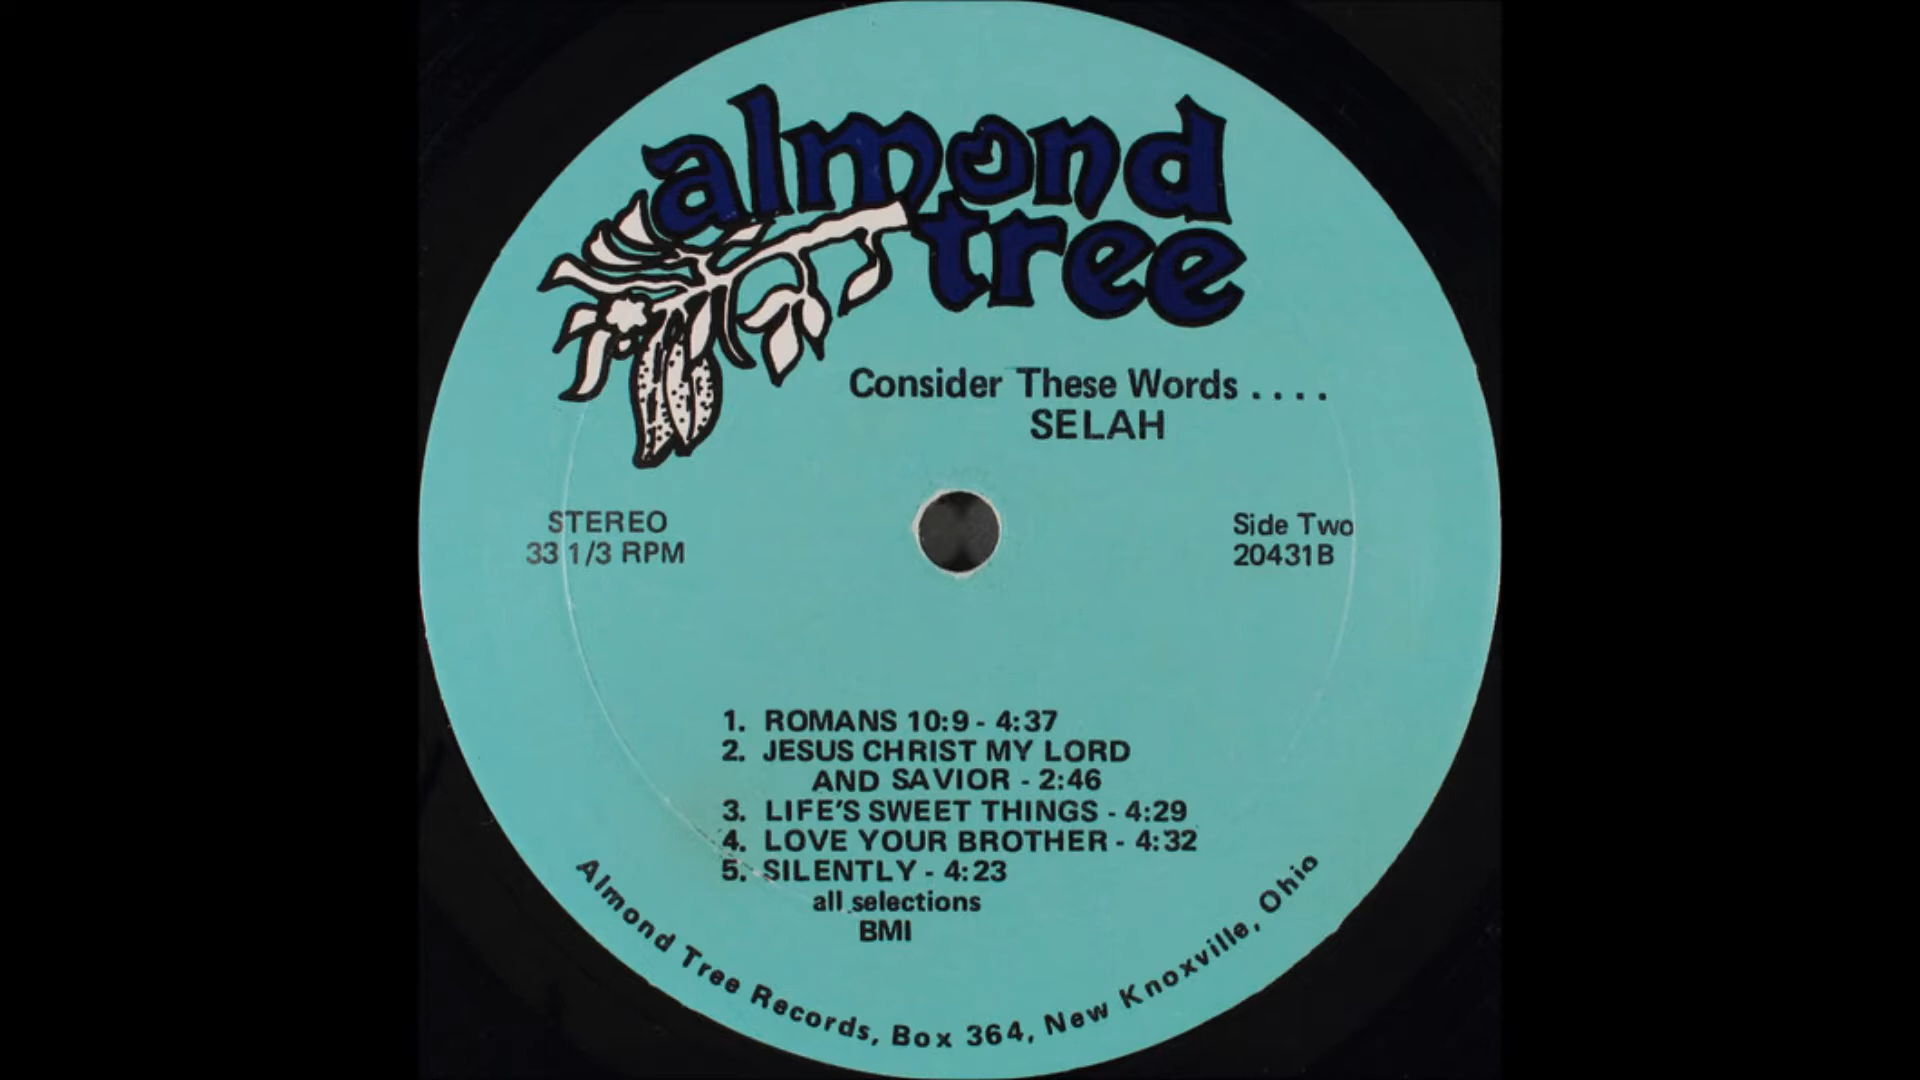 almond
tree
Consider These Words . . . .
SELAH
STEREO
33 1/3 RPM
Side Two
20431B
1. ROMANS 10:9 - 4:37
2. JESUS CHRIST MY LORD
AND SAVIOR - 2:46
3. LIFE'S SWEET THINGS - 4:29
4. LOVE YOUR BROTHER - 4:32
5. SILENTLY - 4:23
all selections
BMI
Almond Tree Records, Box 364, New Knoxville, Ohio